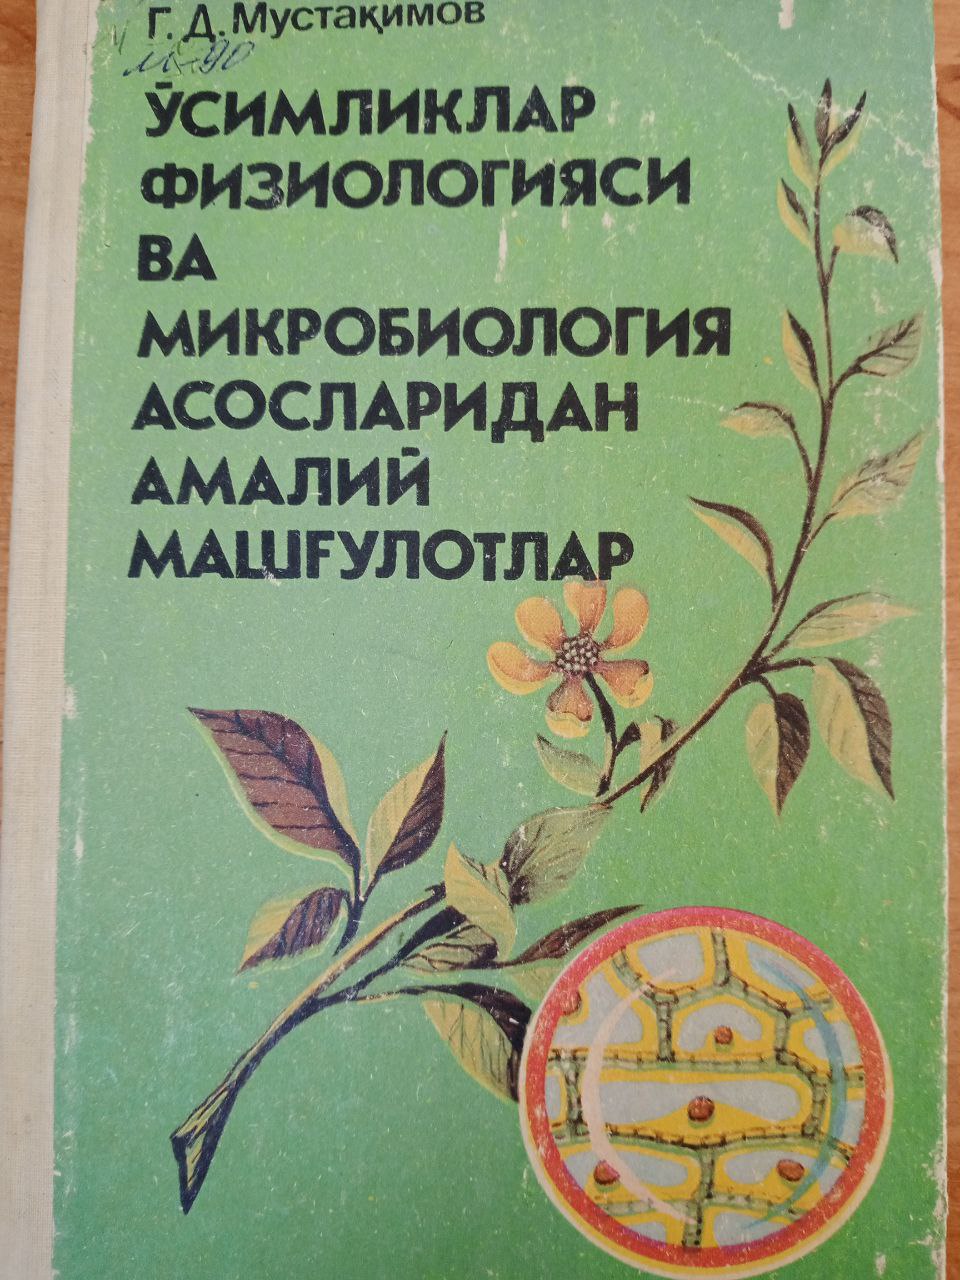 Г. Д. Мустақимов
ЎСИМЛИКЛАР
ФИЗИОЛОГИЯСИ
ВА
МИКРОБИОЛОГИЯ
АСОСЛАРИДАН
АМАЛИЙ
МАШҒУЛОТЛАР